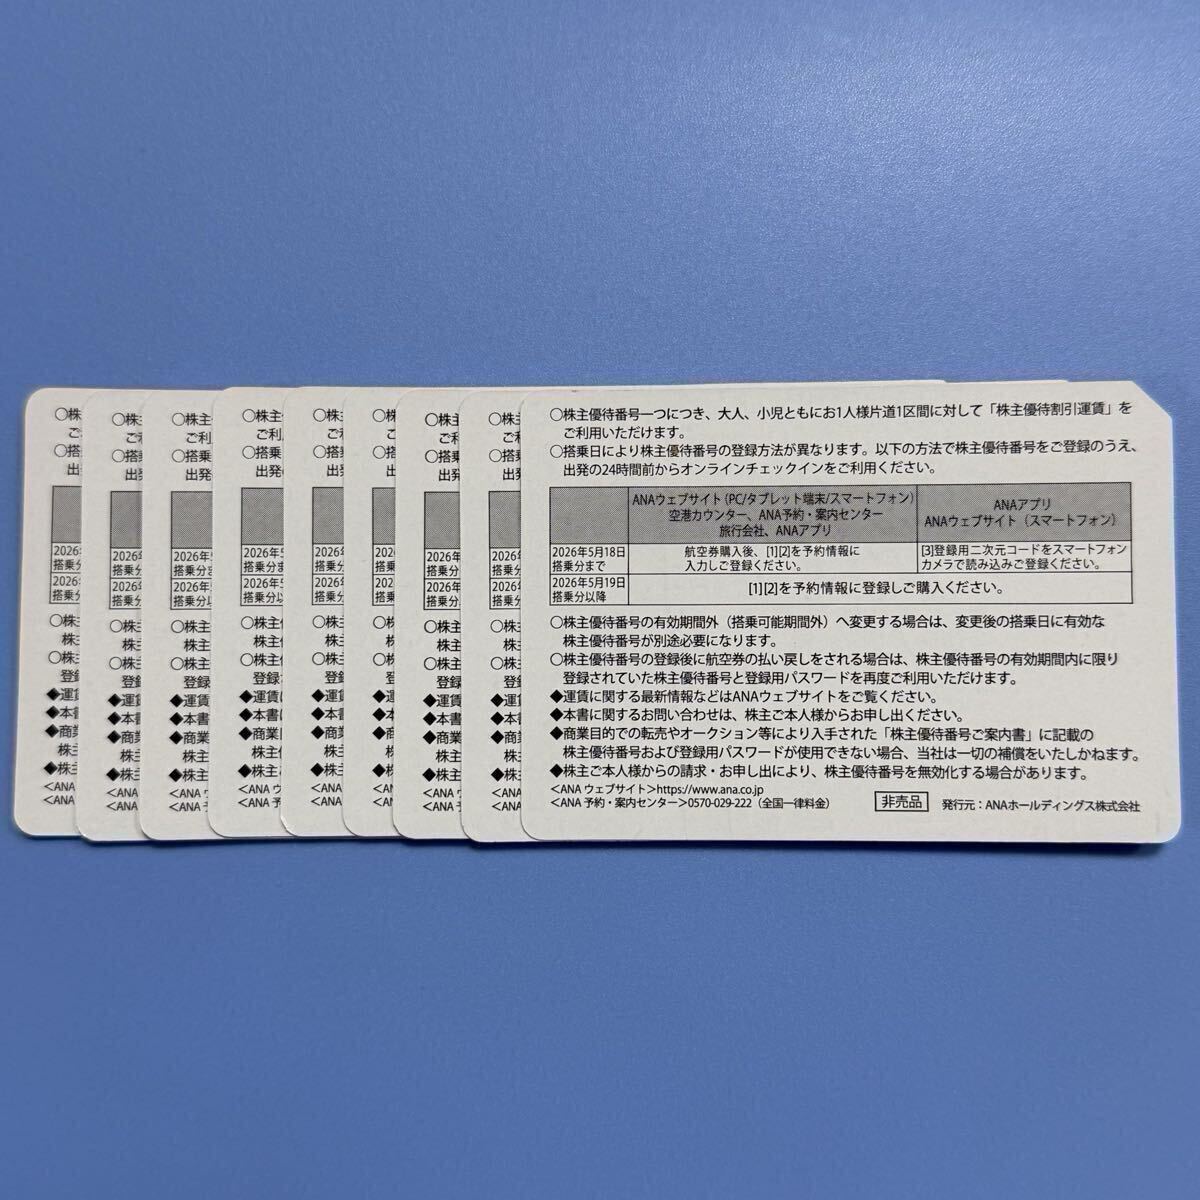 ○株主優待番号一つにつき、大人、小児ともにお1人様片道1区間に対して「株主優待割引運賃」を
ご利用いただけます。
○搭乗日により株主優待番号の登録方法が異なります。以下の方法で株主優待番号をご登録のうえ、
出発の24時間前からオンラインチェックインをご利用ください。
ANAウェブサイト(PC/タブレット端末/スマートフォン)
空港カウンター、ANA予約・案内センター
旅行会社、ANAアプリ
ANAアプリ
ANAウェブサイト（スマートフォン）
2026年5月18日
搭乗分まで
航空券購入後、[1][2]を予約情報に
入力しご登録ください。
[3]登録用二次元コードをスマートフォン
カメラで読み込みご登録ください。
2026年5月19日
搭乗分以降
[1][2]を予約情報に登録しご購入ください。
○株主優待番号の有効期間外（搭乗可能期間外）へ変更する場合は、変更後の搭乗日に有効な
株主優待番号が別途必要になります。
○株主優待番号の登録後に航空券の払い戻しをされる場合は、株主優待番号の有効期間内に限り
登録されていた株主優待番号と登録用パスワードを再度ご利用いただけます。
◆運賃に関する最新情報などはANAウェブサイトをご覧ください。
◆本書に関するお問い合わせは、株主ご本人様からお申し出ください。
◆商業目的での転売やオークション等により入手された「株主優待番号ご案内書」に記載の
株主優待番号および登録用パスワードが使用できない場合、当社は一切の補償をいたしかねます。
◆株主ご本人様からの請求・お申し出により、株主優待番号を無効化する場合があります。
<ANA ウェブサイト>https://www.ana.co.jp
<ANA 予約・案内センター>0570-029-222（全国一律料金）
非売品
発行元：ANAホールディングス株式会社